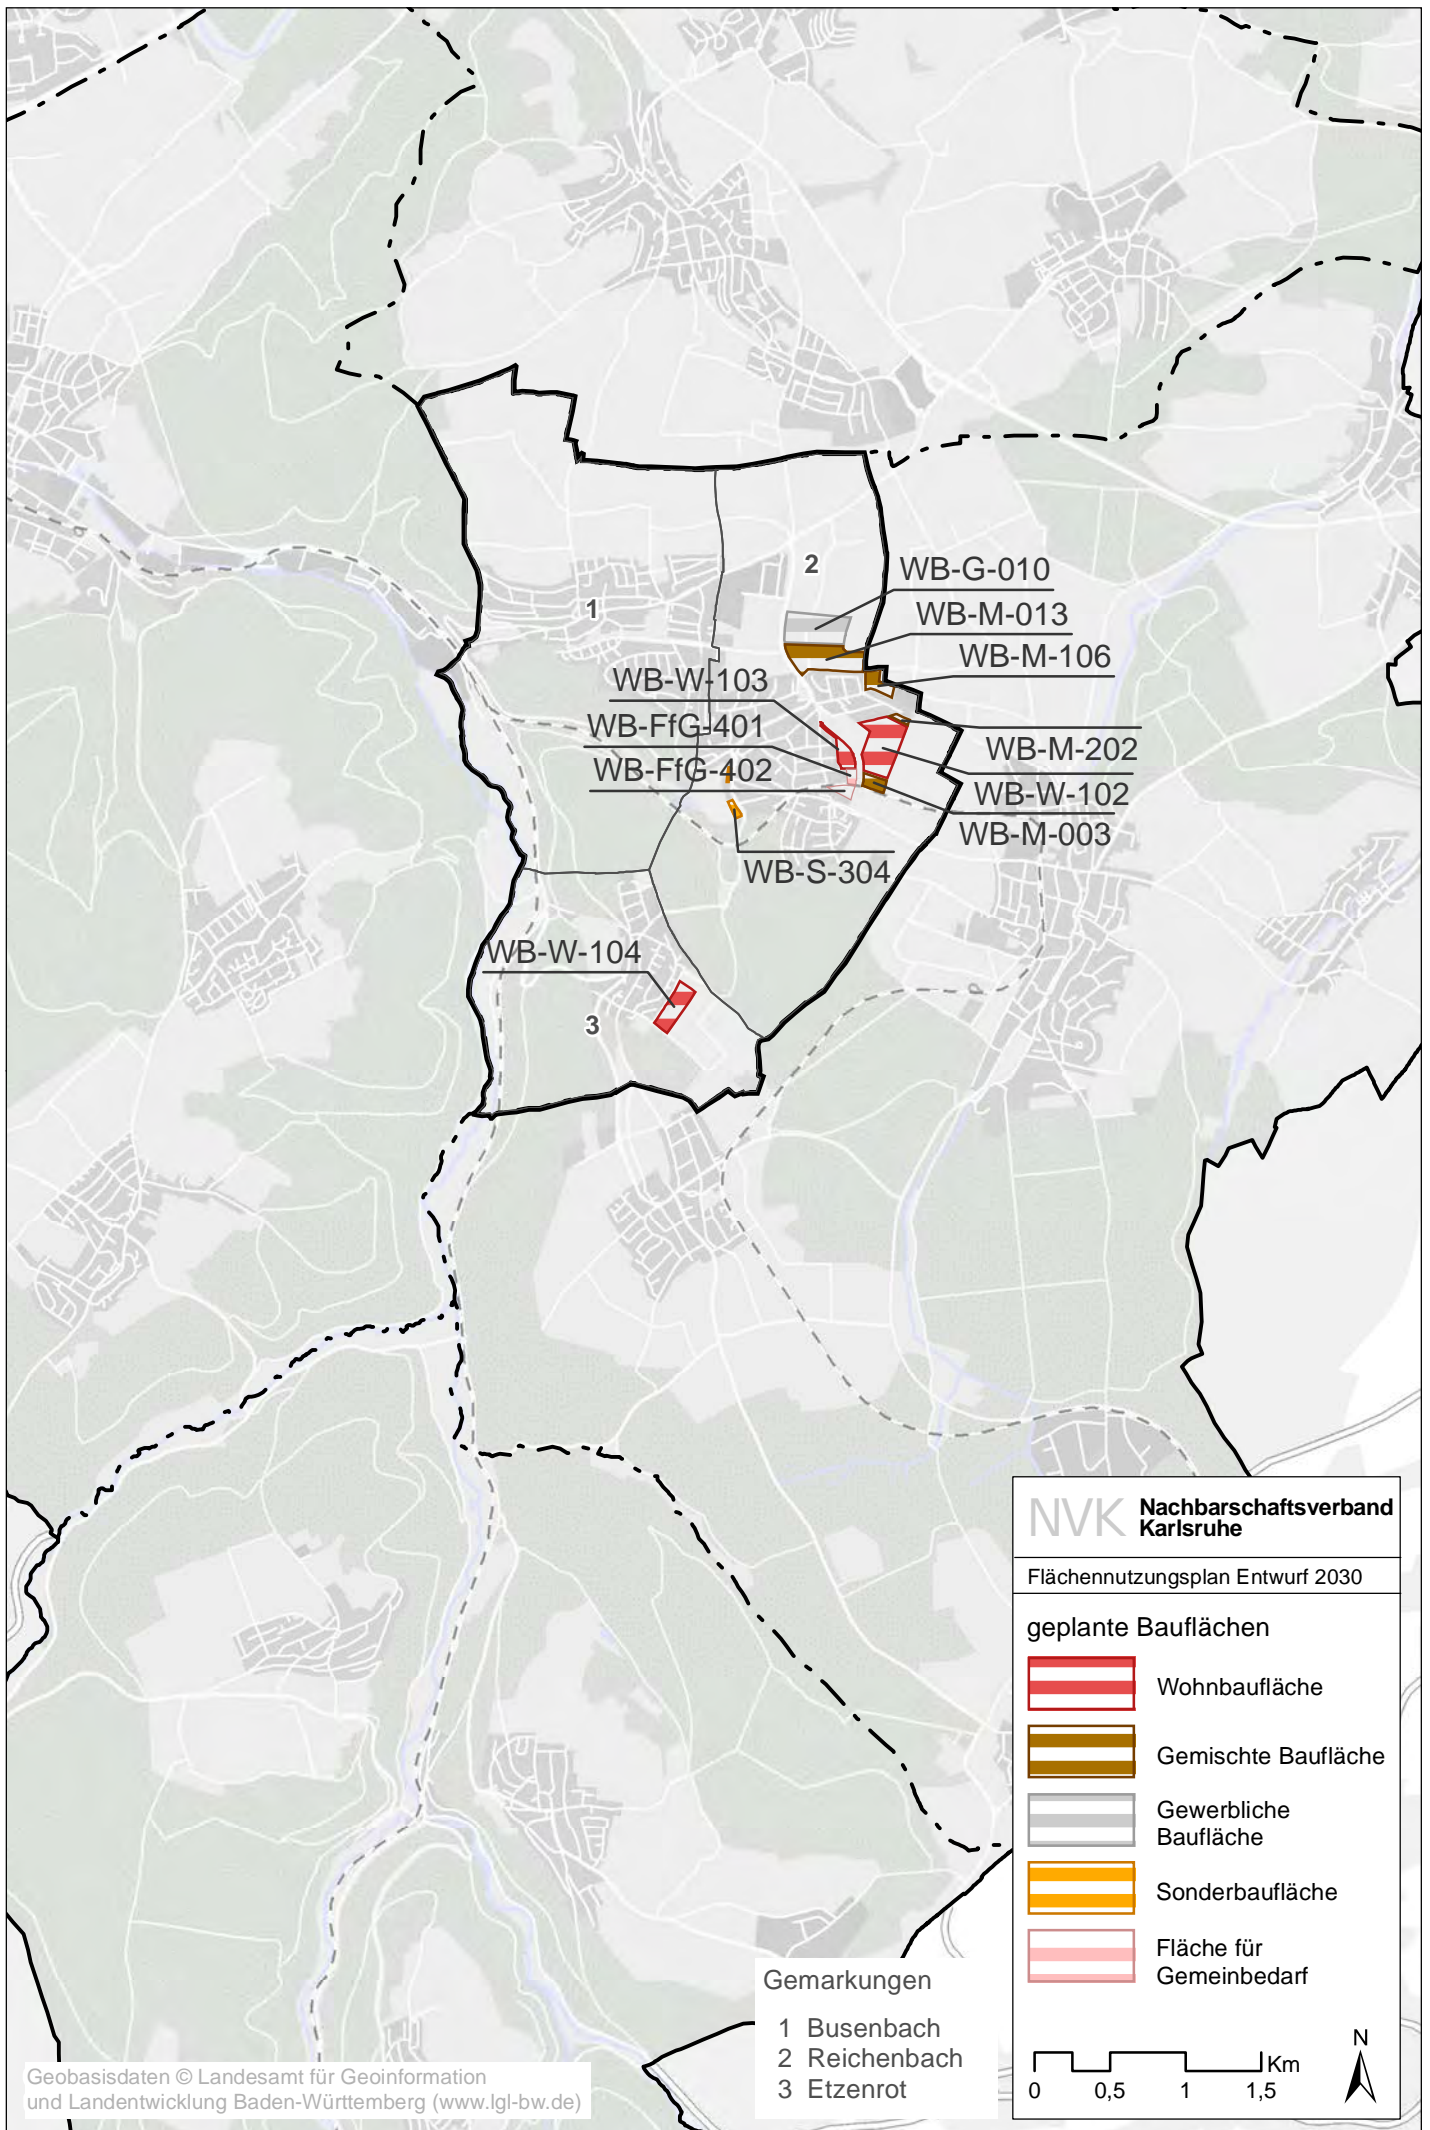 2
WB-G-010
1
WB-M-013
WB-M-106
WB-W-103
WB-FfG-401
WB-M-202
WB-FfG-402
WB-W-102
WB-M-003
WB-S-304
WB-W-104
3
NVK Nachbarschaftsverband
Karlsruhe
Flächennutzungsplan Entwurf 2030
geplante Bauflächen
Wohnbaufläche
Gemischte Baufläche
Gewerbliche
Baufläche
Sonderbaufläche
Fläche für
Gemeinbedarf
N
Km
0 0,5 1 1,5
Gemarkungen
1 Busenbach
2 Reichenbach
3 Etzenrot
Geobasisdaten © Landesamt für Geoinformation
und Landentwicklung Baden-Württemberg (www.lgl-bw.de)